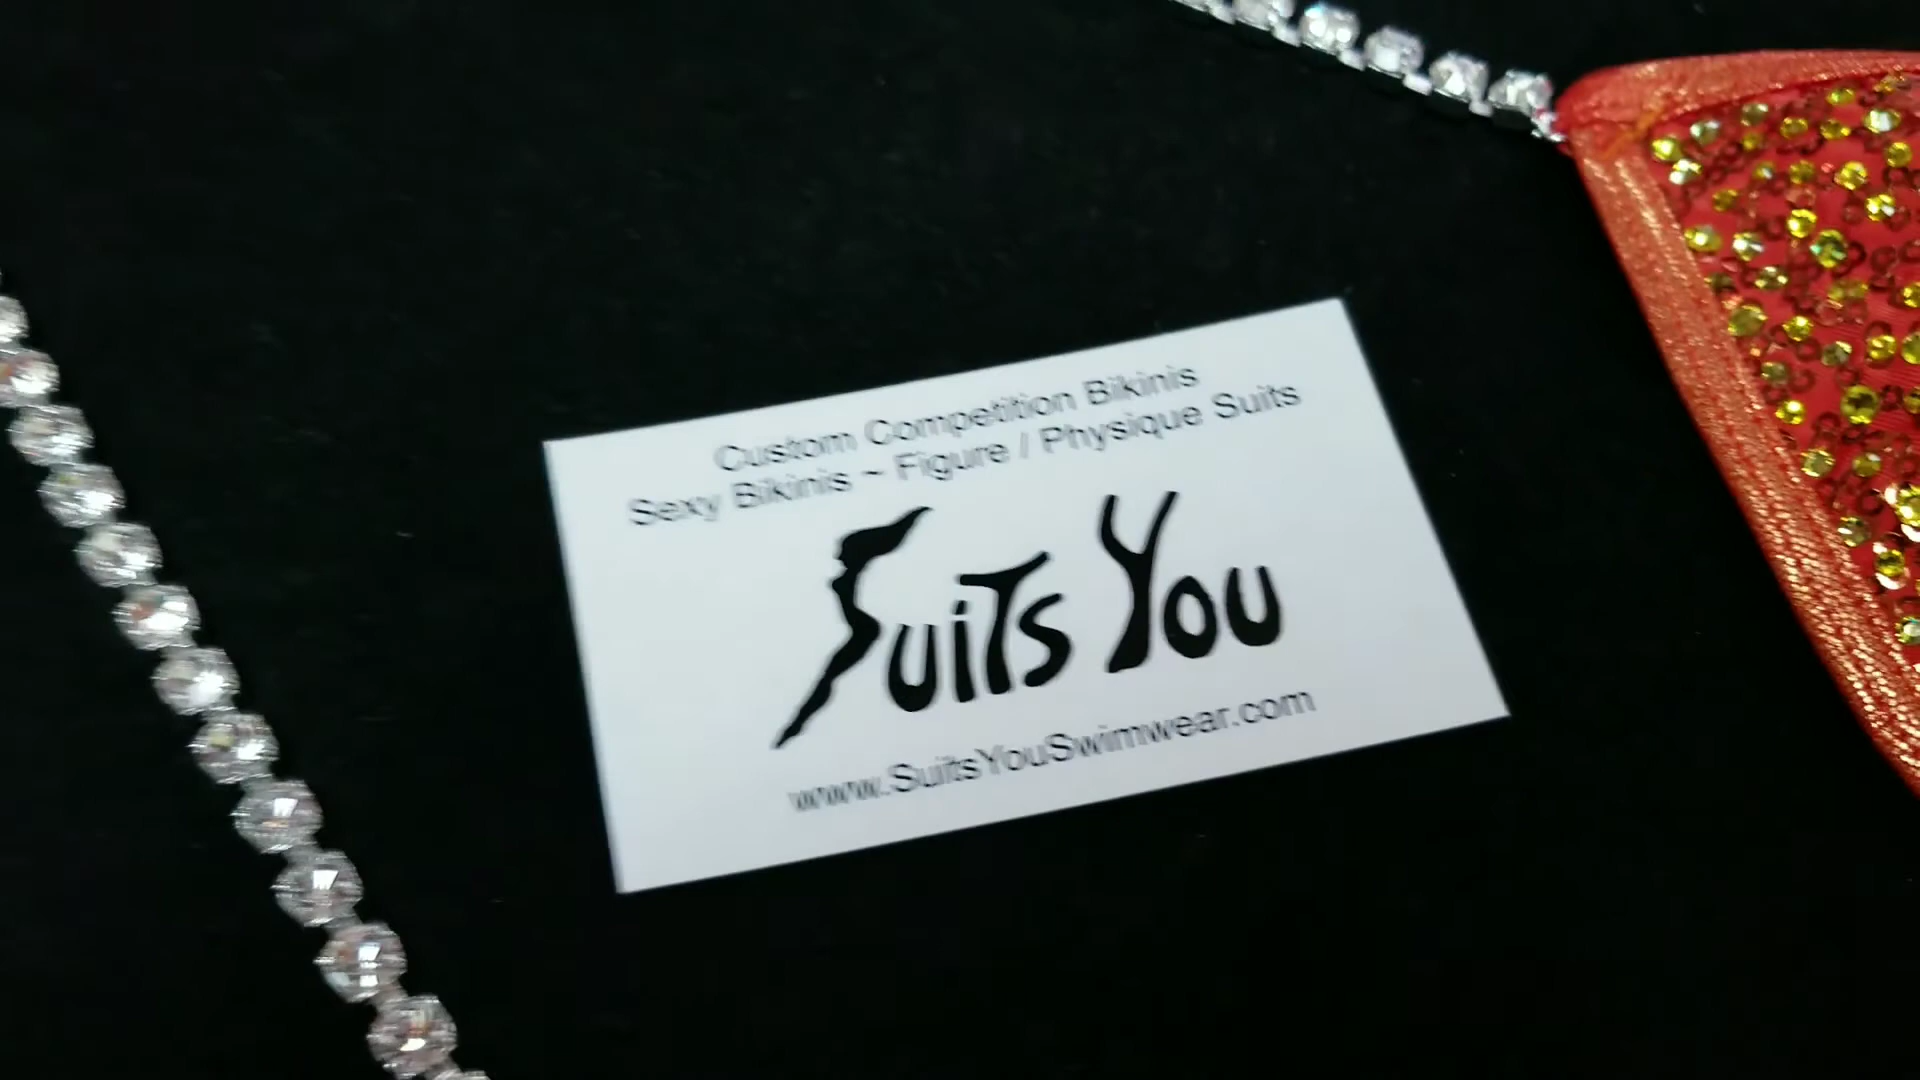 Custom Competition Bikinis
Sexy Bikinis ~ Figure / Physique Suits
Suits You
www.SuitsYouSwimwear.com